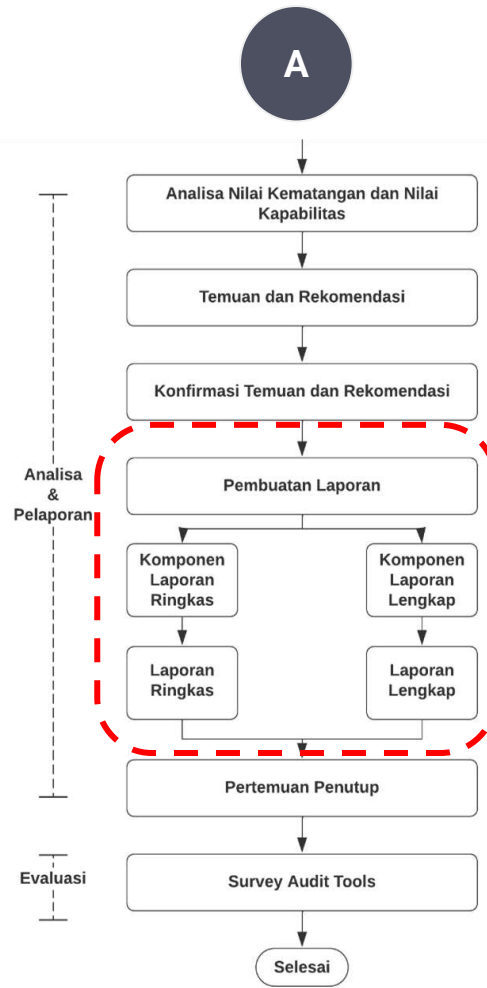 A
Analisa Nilai Kematangan dan Nilai
Kapabilitas
Temuan dan Rekomendasi
Konfirmasi Temuan dan Rekomendasi
Analisa
&
Pelaporan
Pembuatan Laporan
Komponen
Laporan
Ringkas
Komponen
Laporan
Lengkap
Laporan
Ringkas
Laporan
Lengkap
Pertemuan Penutup
Evaluasi
Survey Audit Tools
Selesai